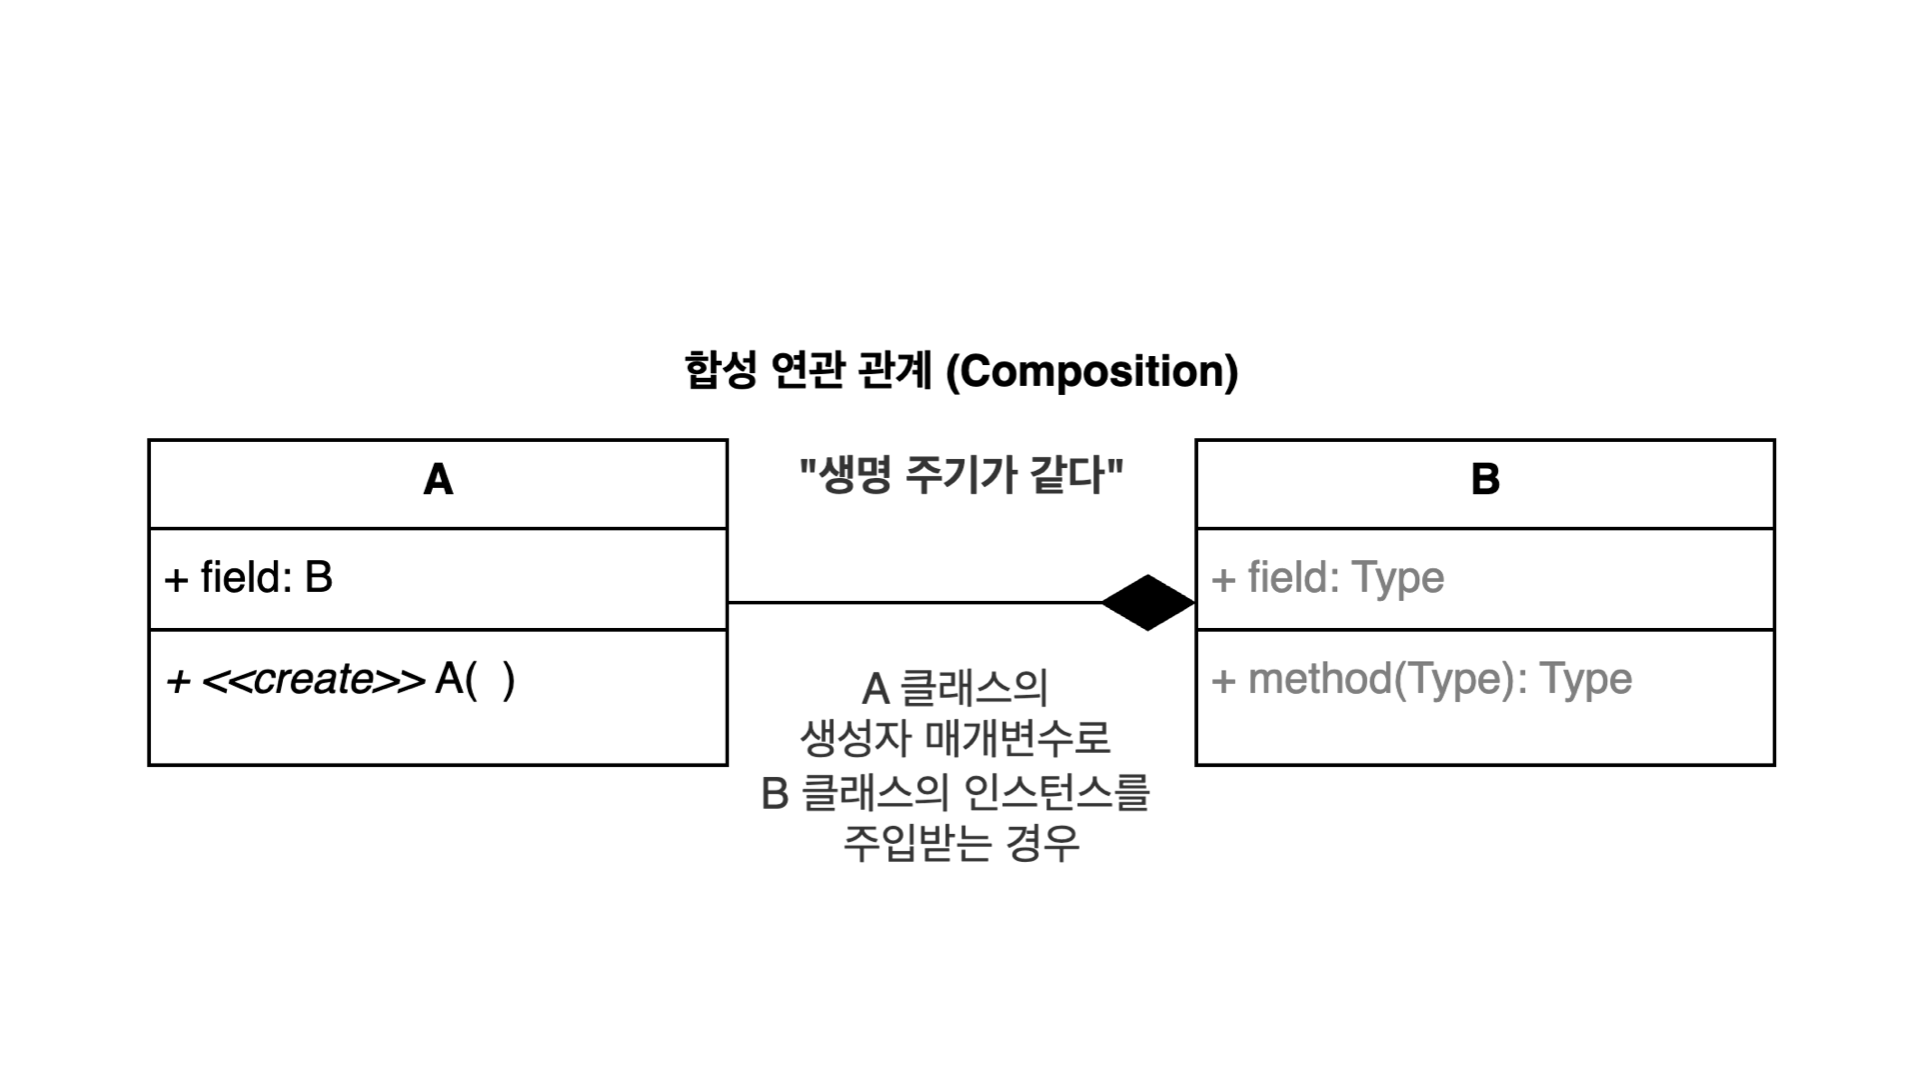 합성 연관 관계 (Composition)
A
+ field: B
+ <<create>> A(  )
"생명 주기가 같다"
A 클래스의
생성자 매개변수로
B 클래스의 인스턴스를
주입받는 경우
B
+ field: Type
+ method(Type): Type